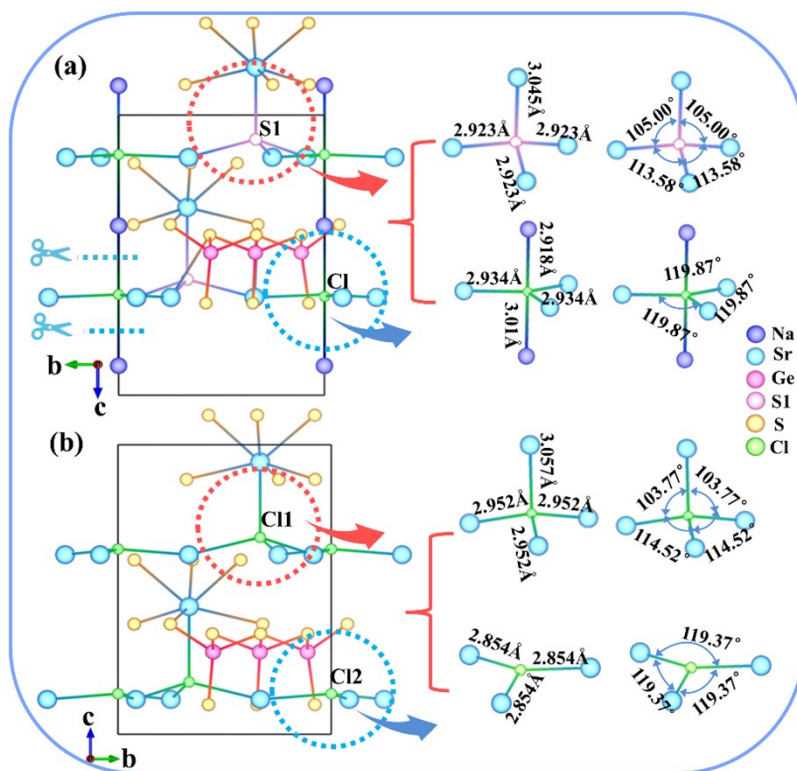 (a)
S1
Cl
b
c
3.045Å
2.923Å
2.923Å
2.923Å
105.00°
105.00°
113.58°
113.58°
2.918Å
2.934Å
2.934Å
3.01Å
119.87°
119.87°
119.87°
Na
Sr
Ge
S1
S
Cl
(b)
Cl1
Cl2
c
b
3.057Å
2.952Å
2.952Å
2.952Å
103.77°
103.77°
114.52°
114.52°
2.854Å
2.854Å
2.854Å
119.37°
119.37°
119.37°